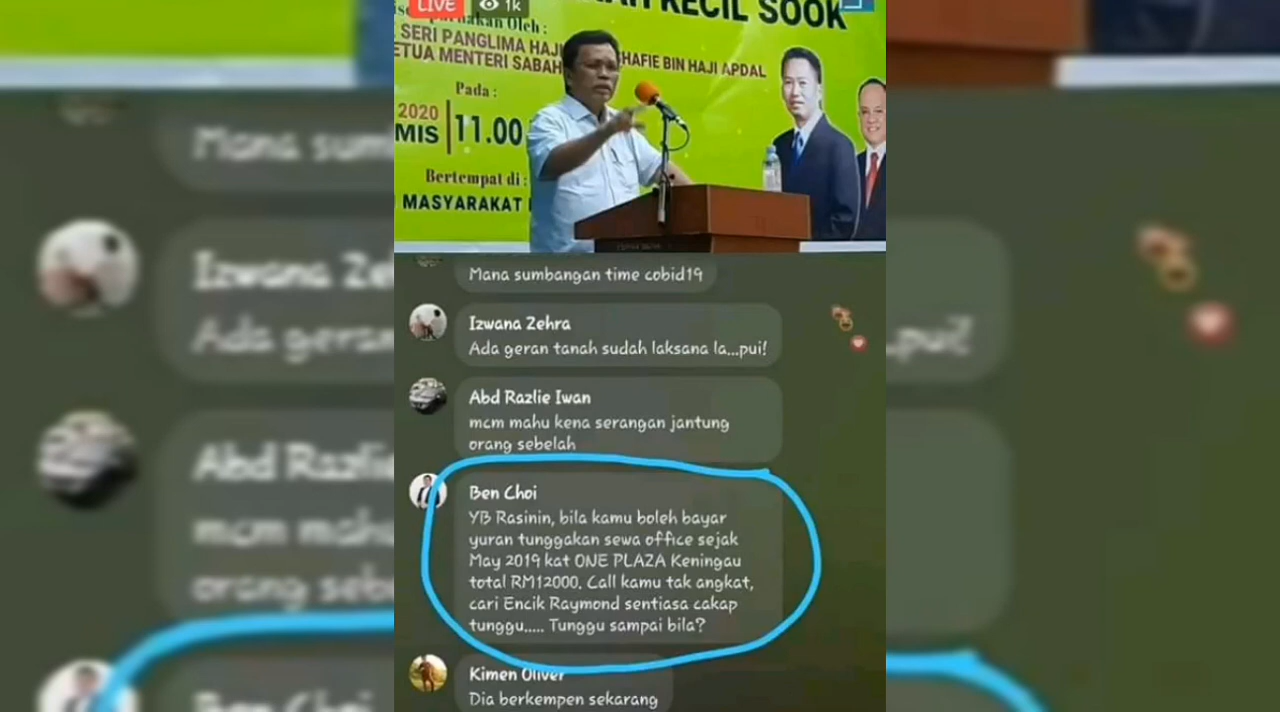 LIVE 1k
KECIL SOOK
akan Oleh :
SERI PANGLIMA HAJI HAFIE BIN HAJI APDAL
ETUA MENTERI SABAH
Pada :
2020
MIS 11.00
Bertempat di :
MASYARAKAT
Mana sumbangan time cobid19
Izwana Zehra
Ada geran tanah sudah laksana la...pui!
Abd Razlie Iwan
mcm mahu kena serangan jantung
orang sebelah
Ben Choi
YB Rasinin, bila kamu boleh bayar
yuran tunggakan sewa office sejak
May 2019 kat ONE PLAZA Keningau
total RM12000. Call kamu tak angkat,
cari Encik Raymond sentiasa cakap
tunggu..... Tunggu sampai bila?
Kimen Oliver
Dia berkempen sekarang